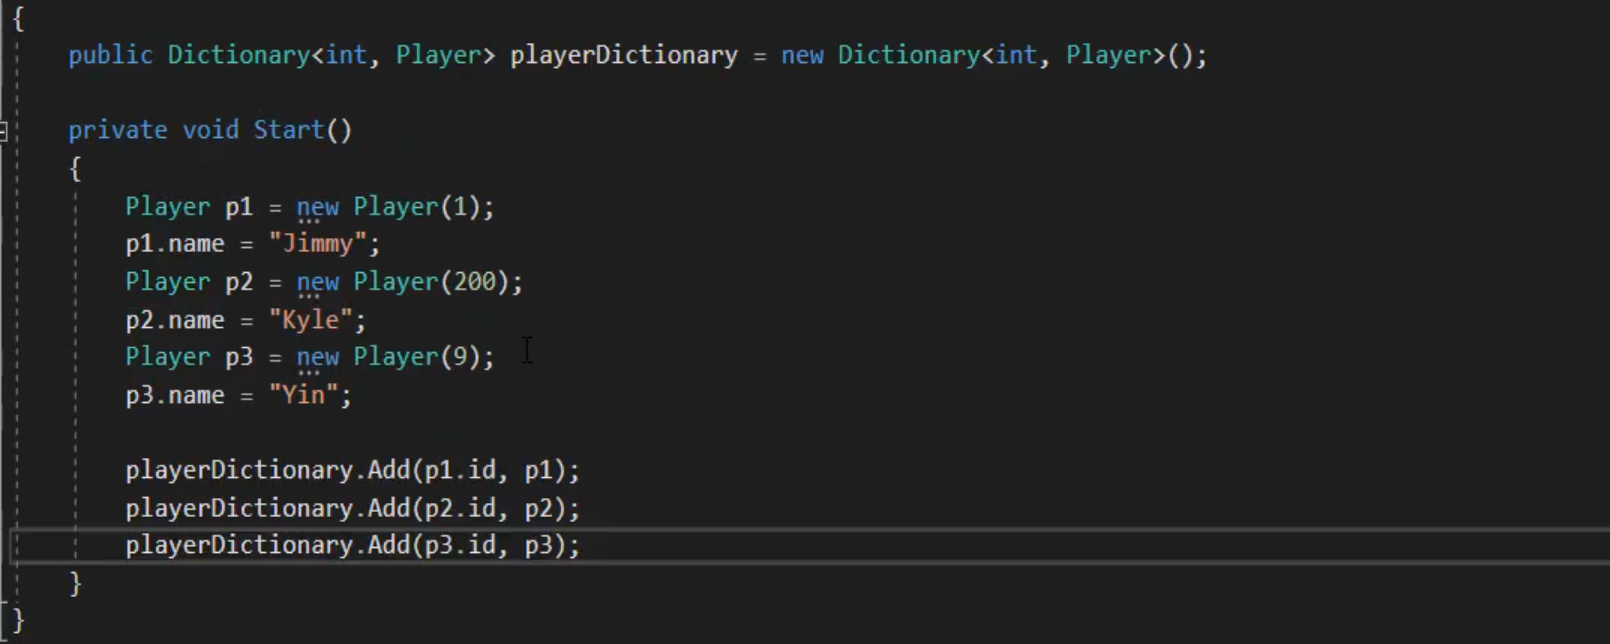 {
public Dictionary<int, Player> playerDictionary = new Dictionary<int, Player>();
private void Start()
{
Player p1 = new Player(1);
p1.name = "Jimmy";
Player p2 = new Player(200);
p2.name = "Kyle";
Player p3 = new Player(9);
p3.name = "Yin";
playerDictionary.Add(p1.id, p1);
playerDictionary.Add(p2.id, p2);
playerDictionary.Add(p3.id, p3);
}
}